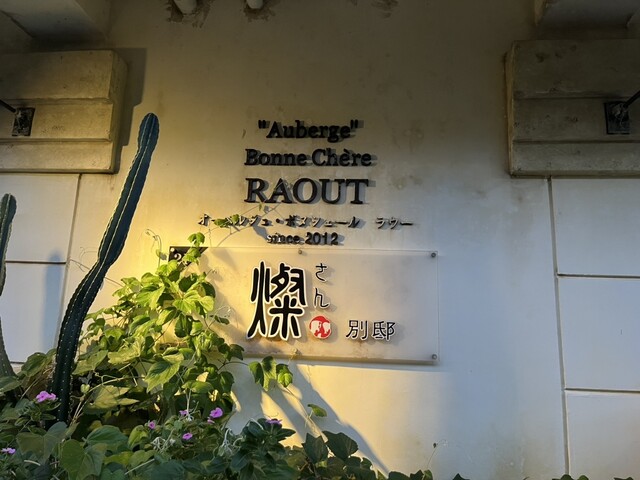 "Auberge"
Bonne Chère
RAOUT
オーベルジュ・ボヌシェール ラウー
since 2012
燦
さん
別邸